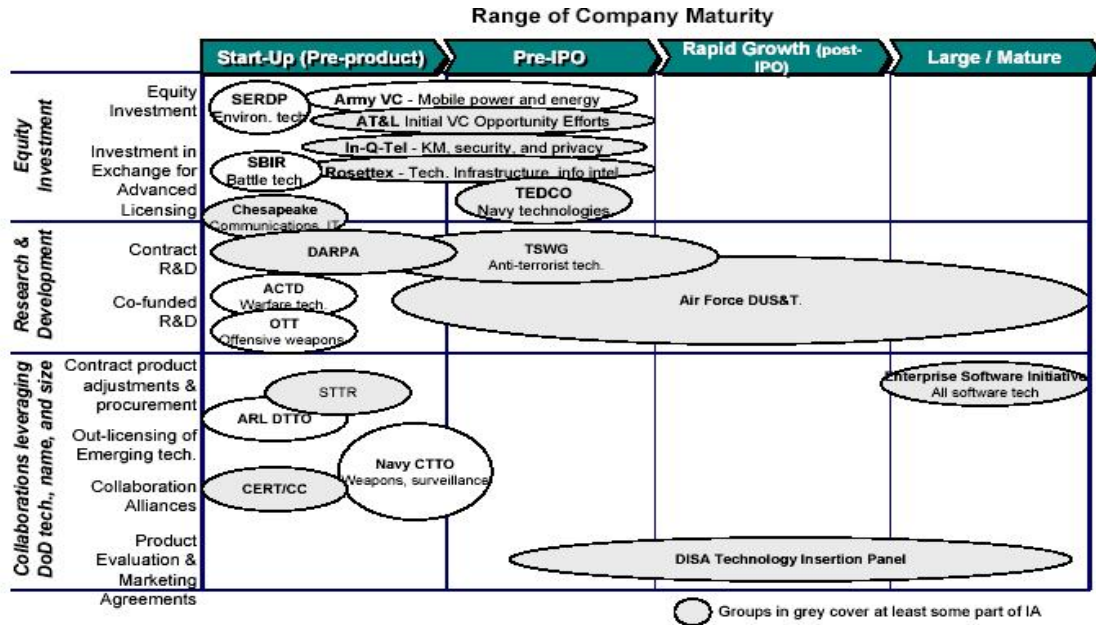 Range of Company Maturity
Start-Up (Pre-product)
Pre-IPO
Rapid Growth (post-
IPO)
Large / Mature
Equity
Investment
Equity
Investment
Investment in
Exchange for
Advanced
Licensing
SERDP
Environ. tech
Army VC - Mobile power and energy
AT&L Initial VC Opportunity Efforts
In-Q-Tel - KM, security, and privacy
SBIR
Battle tech.
Rosettex - Tech. Infrastructure, info intel
TEDCO
Navy technologies
Chesapeake
Communications, IT
Research &
Development
Contract
R&D
Co-funded
R&D
DARPA
TSWG
Anti-terrorist tech.
ACTD
Warfare tech.
Air Force DUS&T.
OTT
Offensive weapons
Collaborations leveraging
DoD tech., name, and size
Contract product
adjustments &
procurement
Out-licensing of
Emerging tech.
Collaboration
Alliances
Product
Evaluation &
Marketing
Agreements
STTR
Enterprise Software Initiative
All software tech
ARL DTTO
Navy CTTO
Weapons, surveillance
CERT/CC
DISA Technology Insertion Panel
Groups in grey cover at least some part of IA